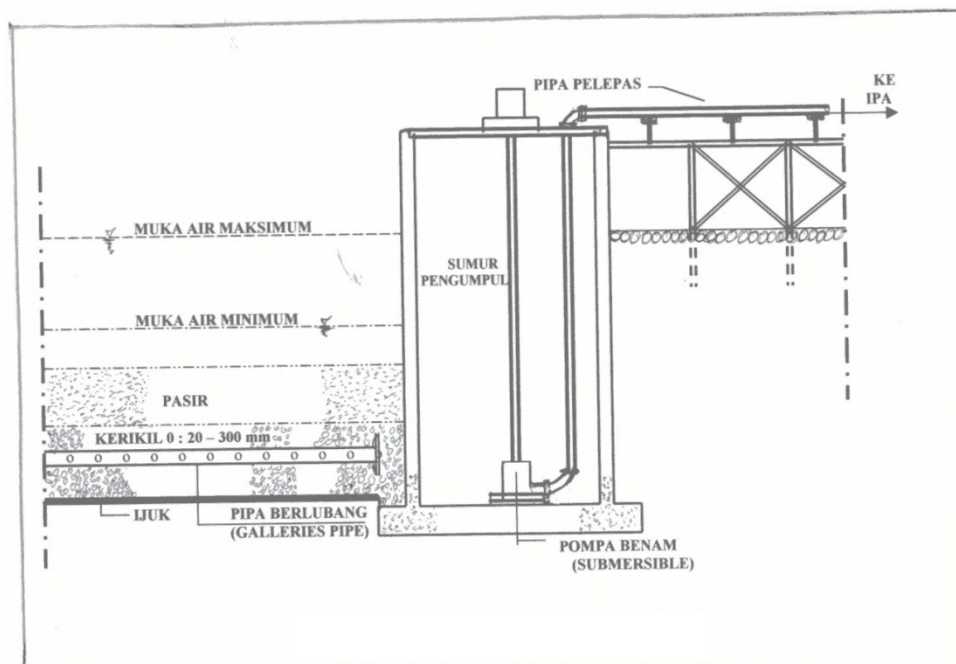 PIPA PELEPAS
KE
IPA
MUKA AIR MAKSIMUM
SUMUR
PENGUMPUL
MUKA AIR MINIMUM
PASIR
KERIKIL 0 : 20 – 300 mm
IJUK
PIPA BERLUBANG
(GALLERIES PIPE)
POMPA BENAM
(SUBMERSIBLE)